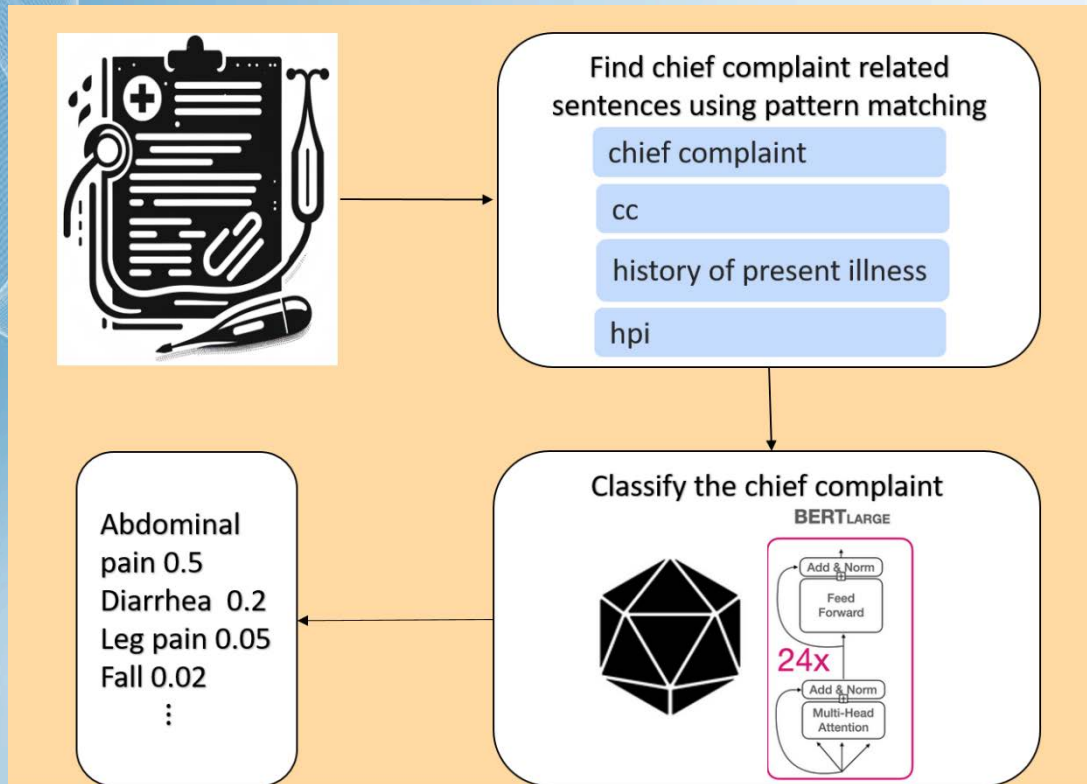 Find chief complaint related
sentences using pattern matching
chief complaint
cc
history of present illness
hpi
Classify the chief complaint
BERTLARGE
Add & Norm
Feed
Forward
24x
Add & Norm
Multi-Head
Attention
Abdominal
pain 0.5
Diarrhea 0.2
Leg pain 0.05
Fall 0.02
⋮